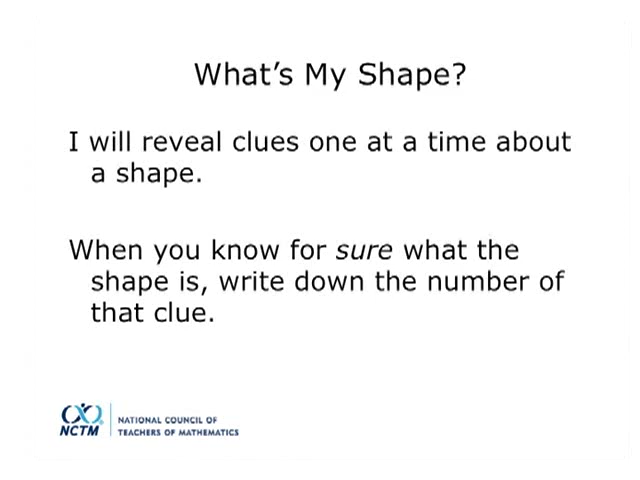 What's My Shape?
I will reveal clues one at a time about
a shape.
When you know for sure what the
shape is, write down the number of
that clue.
NCTM
NATIONAL COUNCIL OF
TEACHERS OF MATHEMATICS